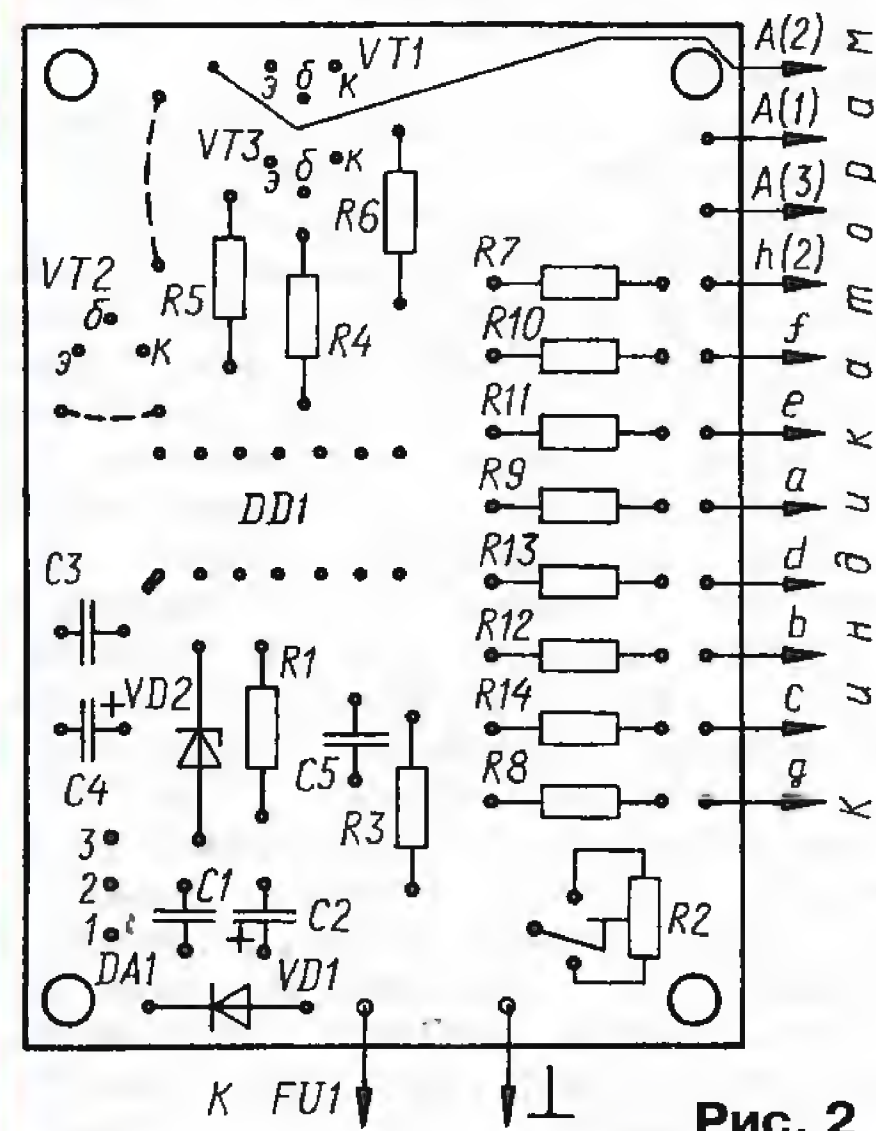 A(2)
VT1
э б к
A(1)
VT3
э б к
A(3)
R6
R7
h(2)
VT2
R5
б
R10
f
R4
э к
R11
e
R9
a
DD1
R13
d
C3
R12
b
R1
+ VD2
R14
C
C5
R8
g
C4
R3
3
2
C1
C2
R2
1
+
DA1
VD1
К FU1
⊥
К индикаторам
Рис. 2